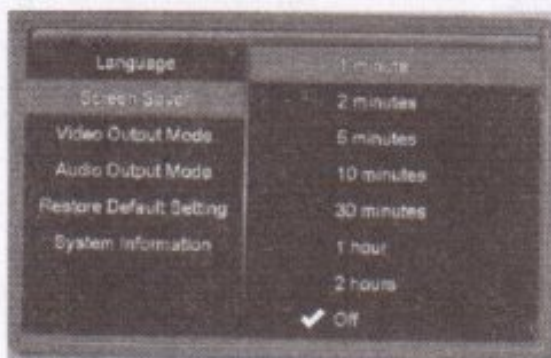 Language
Screen Saver
Video Output Mode
Audio Output Mode
Restore Default Setting
System Information
1 minute
2 minutes
5 minutes
10 minutes
30 minutes
1 hour
2 hours
Off